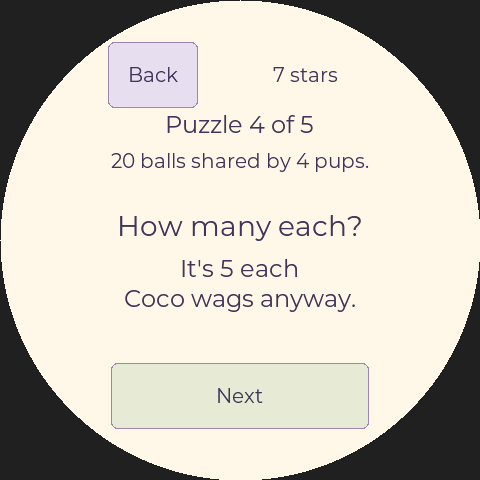 Back
7 stars
Puzzle 4 of 5
20 balls shared by 4 pups.
How many each?
It's 5 each
Coco wags anyway.
Next